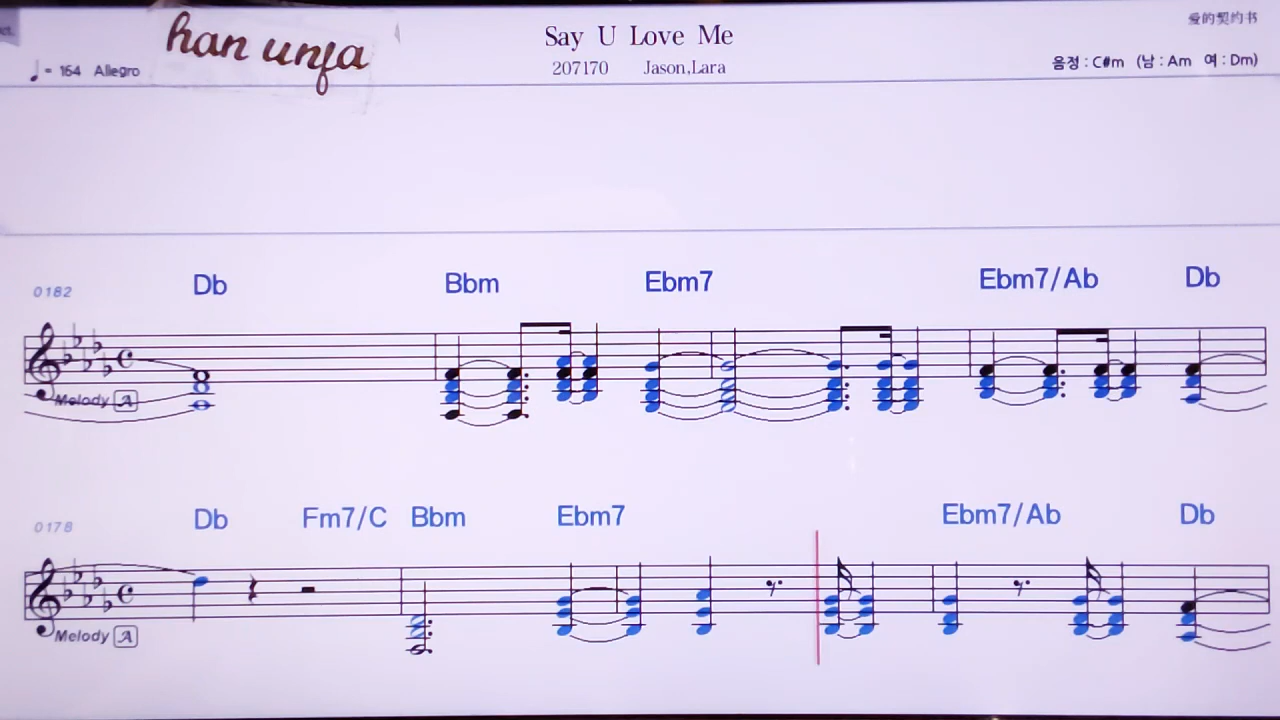 han unfa
Say U Love Me
爱的契约书
♩= 164 Allegro
207170 Jason,Lara
음정 : C#m (남 : Am 여 : Dm)
0182 Db Bbm Ebm7 Ebm7/Ab Db
Melody A
0178 Db Fm7/C Bbm Ebm7 Ebm7/Ab Db
Melody A